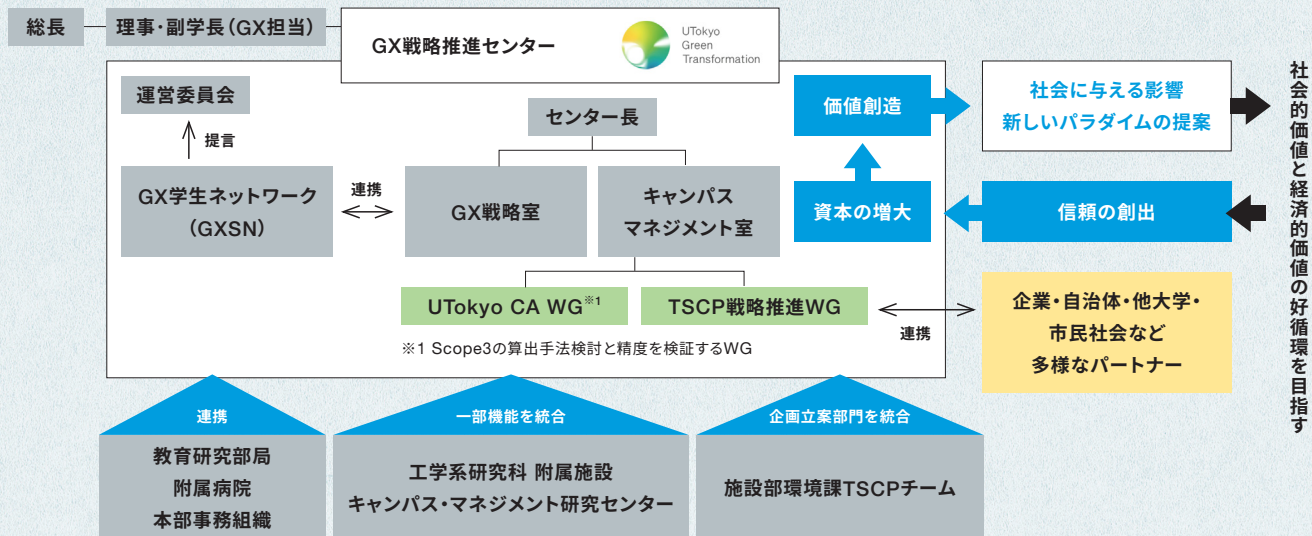 総長
理事・副学長（GX担当）
GX戦略推進センター
UTokyo
Green
Transformation
運営委員会
提言
GX学生ネットワーク
（GXSN）
連携
センター長
GX戦略室
キャンパス
マネジメント室
UTokyo CA WG※1
TSCP戦略推進WG
※1 Scope3の算出手法検討と精度を検証するWG
価値創造
資本の増大
社会に与える影響
新しいパラダイムの提案
信頼の創出
連携
企業・自治体・他大学・
市民社会など
多様なパートナー
社会的価値と経済的価値の好循環を目指す
連携
教育研究部局
附属病院
本部事務組織
一部機能を統合
工学系研究科 附属施設
キャンパス・マネジメント研究センター
企画立案部門を統合
施設部環境課TSCPチーム